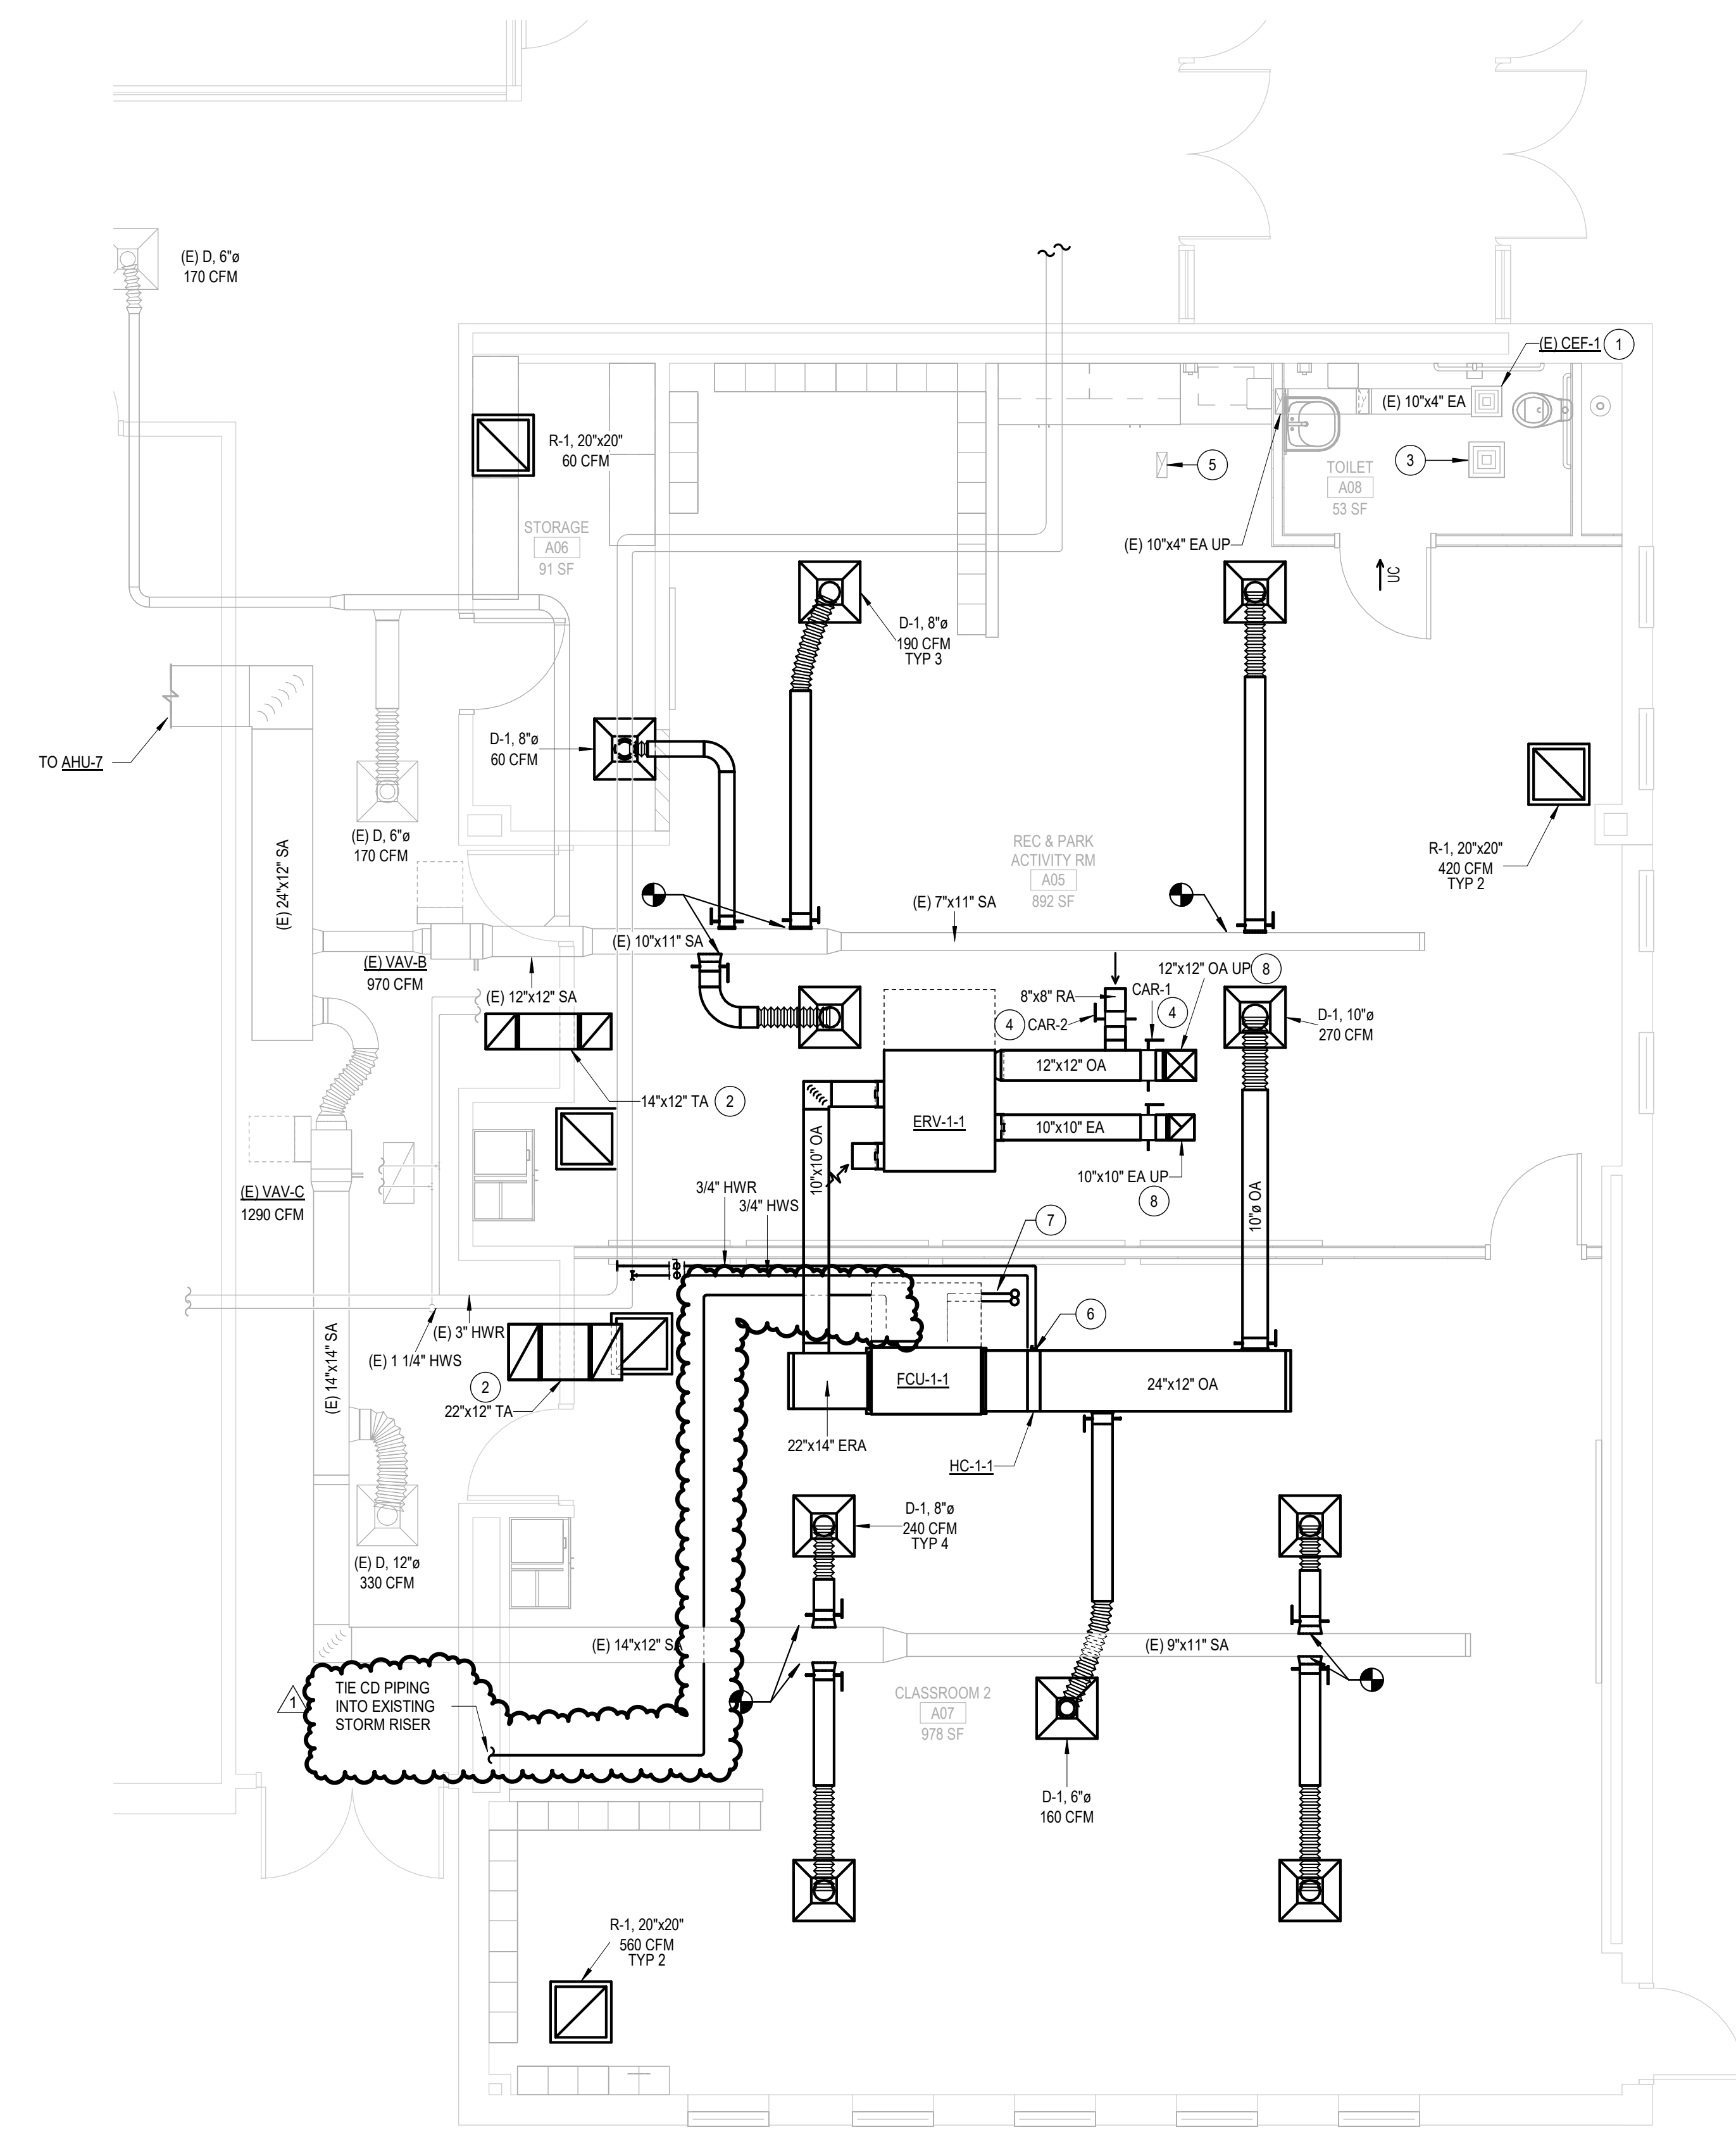 (E) D, 6"ø
170 CFM
(E) CEF-1
1
(E) 10"x4" EA
R-1, 20"x20"
60 CFM
3
5
TOILET
A08
53 SF
STORAGE
A06
91 SF
(E) 10"x4" EA UP
UC
D-1, 8"ø
190 CFM
TYP 3
D-1, 8"ø
60 CFM
TO AHU-7
(E) D, 6"ø
170 CFM
(E) 24"x12" SA
REC & PARK
ACTIVITY RM
A05
892 SF
R-1, 20"x20"
420 CFM
TYP 2
(E) 7"x11" SA
(E) 10"x11" SA
(E) VAV-B
970 CFM
(E) 12"x12" SA
12"x12" OA UP
8
8"x8" RA
CAR-1
4
4
CAR-2
D-1, 10"ø
270 CFM
12"x12" OA
14"x12" TA
2
ERV-1-1
10"x10" EA
10"x10" OA
(E) VAV-C
1290 CFM
3/4" HWR
3/4" HWS
10"x10" EA UP
8
10"ø OA
7
(E) 3" HWR
(E) 1 1/4" HWS
6
(E) 14"x14" SA
2
22"x12" TA
FCU-1-1
24"x12" OA
22"x14" ERA
HC-1-1
D-1, 8"ø
240 CFM
TYP 4
(E) D, 12"ø
330 CFM
(E) 14"x12" SA
(E) 9"x11" SA
1
TIE CD PIPING
INTO EXISTING
STORM RISER
CLASSROOM 2
A07
978 SF
D-1, 6"ø
160 CFM
R-1, 20"x20"
560 CFM
TYP 2